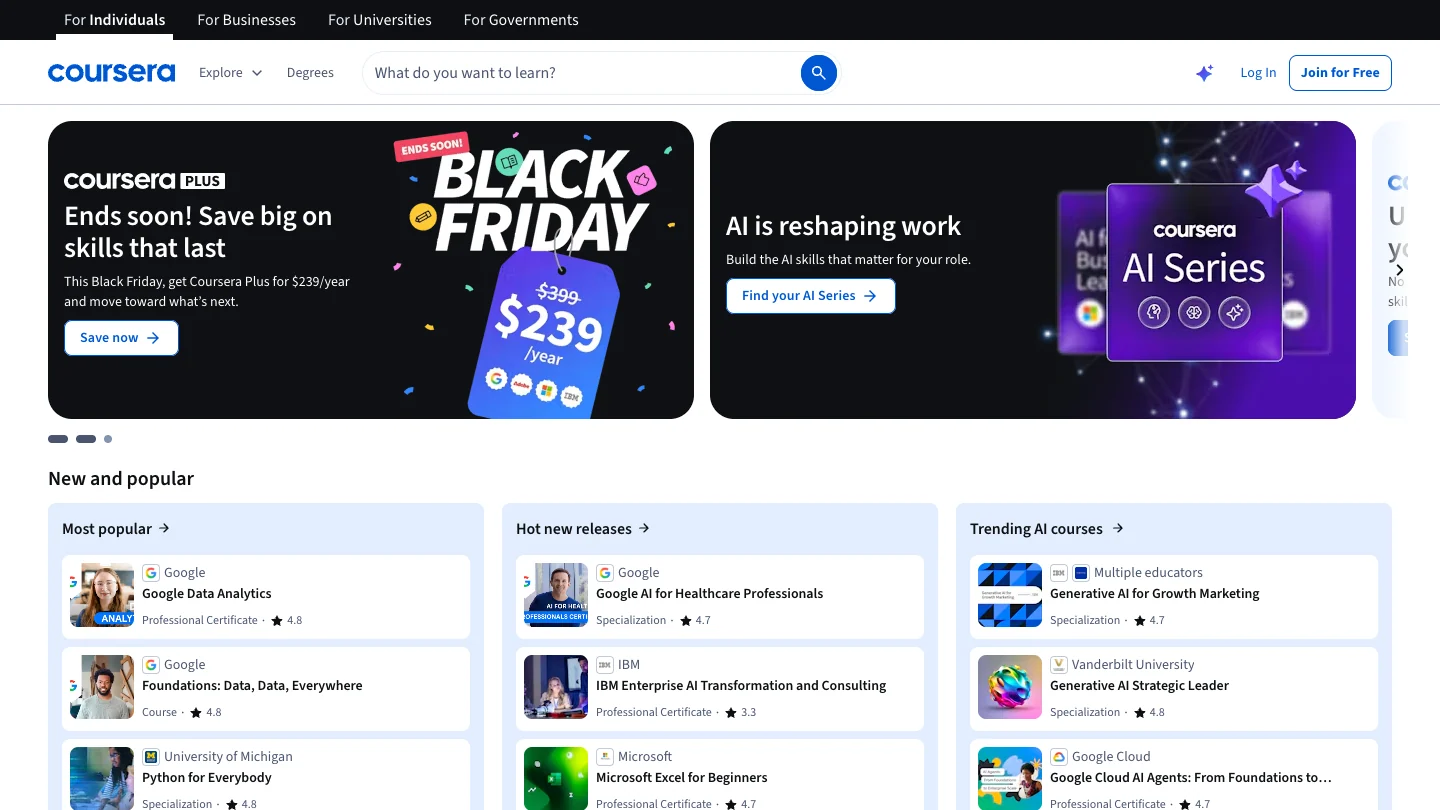 For Individuals
For Businesses
For Universities
For Governments
coursera
Explore
Degrees
What do you want to learn?
Log In
Join for Free
coursera PLUS
Ends soon! Save big on
skills that last
This Black Friday, get Coursera Plus for $239/year
and move toward what's next.
Save now
ENDS SOON!
BLACK
FRIDAY
$399
$239
/year
Adobe
IBM
AI is reshaping work
Build the AI skills that matter for your role.
Find your AI Series
coursera
AI Series
IBM
No
New and popular
Most popular
Google
Google Data Analytics
Professional Certificate · 4.8
Google
Foundations: Data, Data, Everywhere
Course · 4.8
University of Michigan
Python for Everybody
Specialization · 4.8
Hot new releases
Google
Google AI for Healthcare Professionals
Specialization · 4.7
IBM
IBM Enterprise AI Transformation and Consulting
Professional Certificate · 3.3
Microsoft
Microsoft Excel for Beginners
Professional Certificate · 4.7
Trending AI courses
Multiple educators
Generative AI for Growth Marketing
Specialization · 4.7
Vanderbilt University
Generative AI Strategic Leader
Specialization · 4.8
Google Cloud
Google Cloud AI Agents: From Foundations to…
Professional Certificate · 4.7